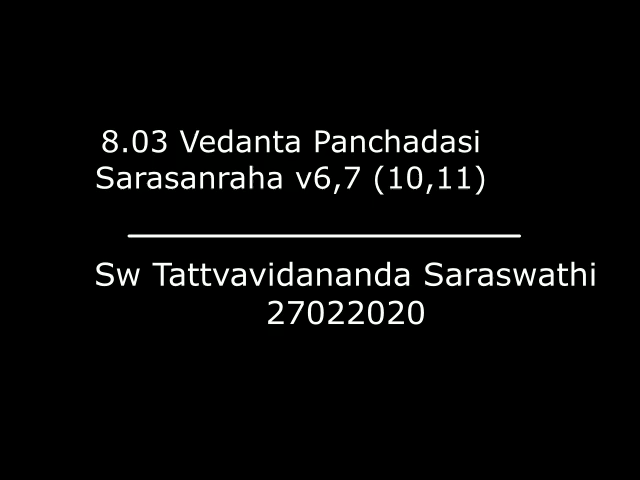 8.03 Vedanta Panchadasi
Sarasanraha v6,7 (10,11)
Sw Tattvavidananda Saraswathi
27022020